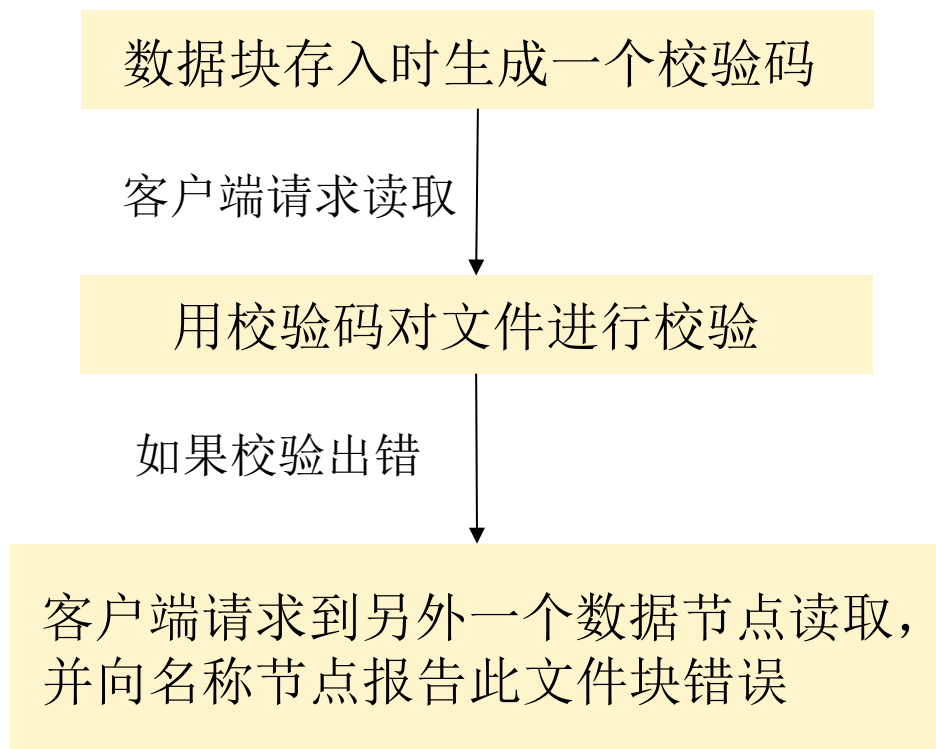 数据块存入时生成一个校验码
客户端请求读取
用校验码对文件进行校验
如果校验出错
客户端请求到另外一个数据节点读取，
并向名称节点报告此文件块错误